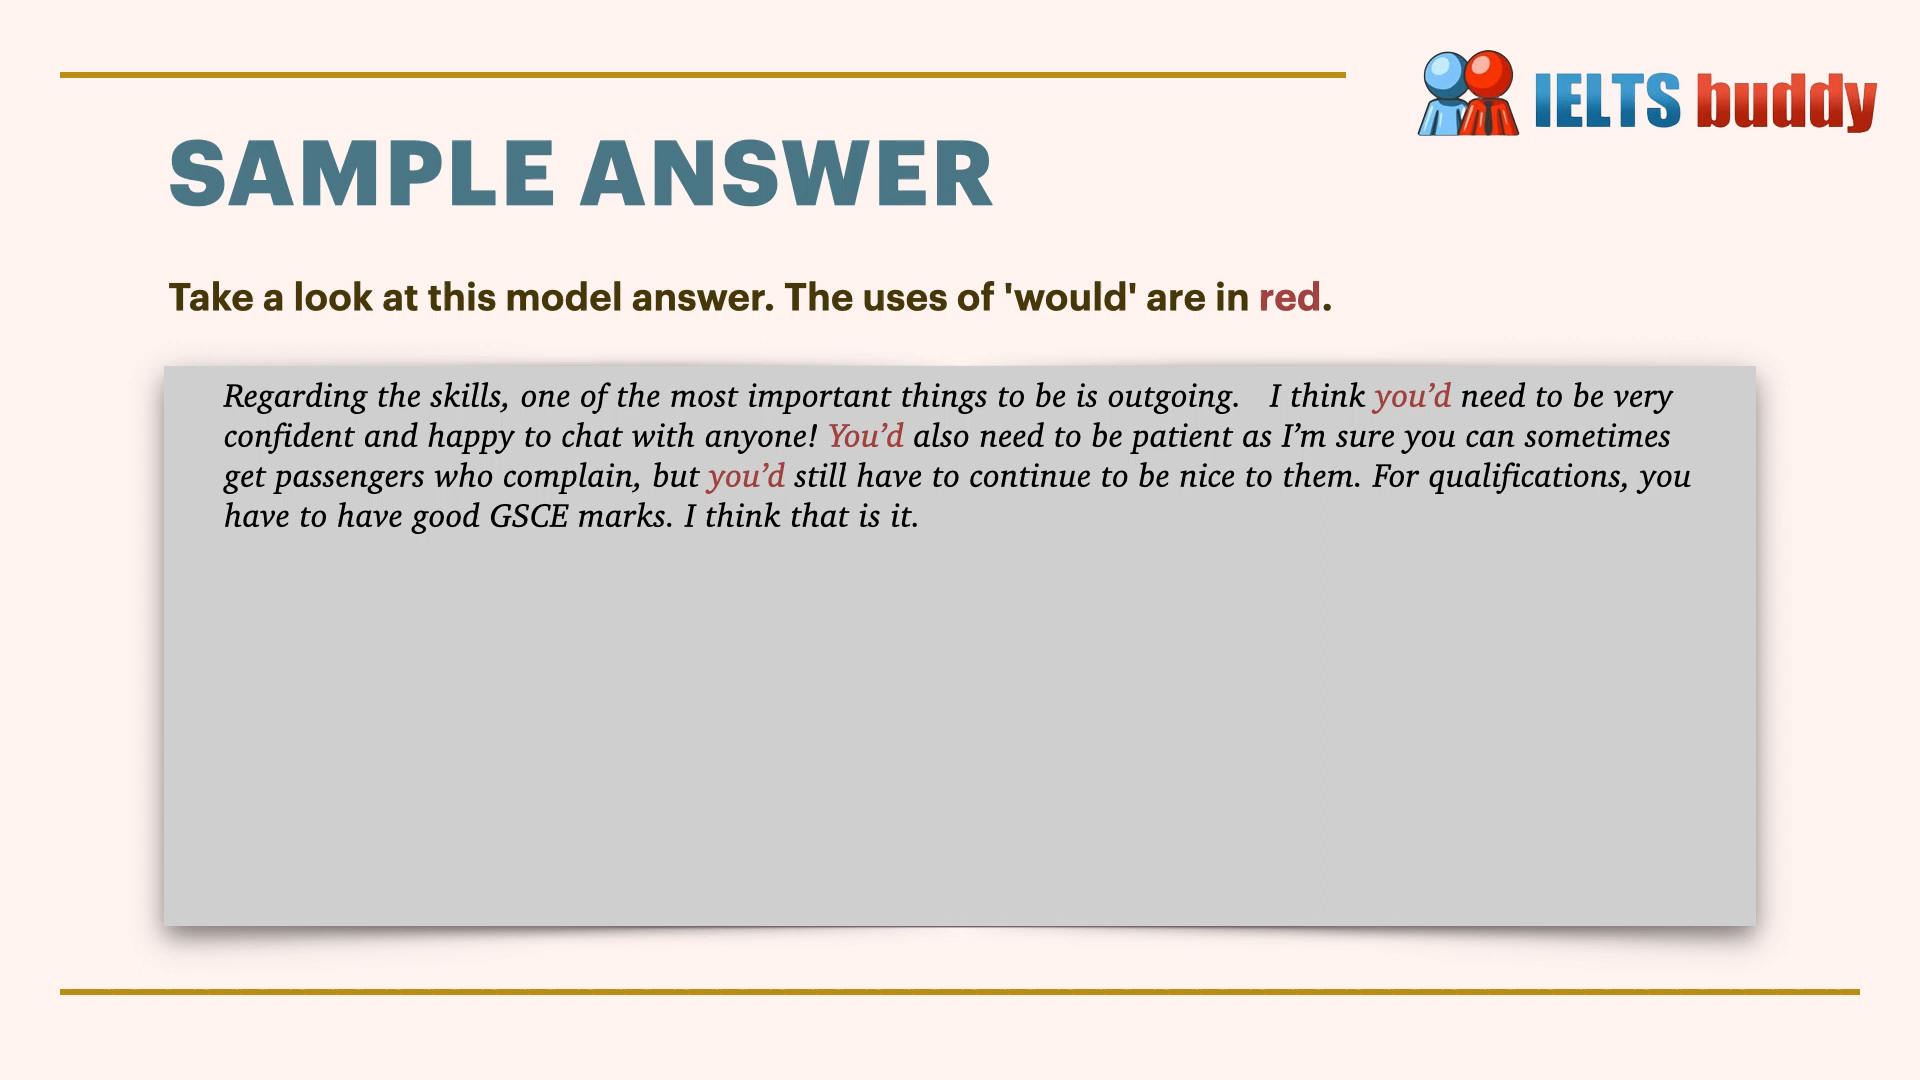 IELTS buddy
SAMPLE ANSWER
Take a look at this model answer. The uses of 'would' are in red.
Regarding the skills, one of the most important things to be is outgoing.   I think you’d need to be very
confident and happy to chat with anyone! You’d also need to be patient as I’m sure you can sometimes
get passengers who complain, but you’d still have to continue to be nice to them. For qualifications, you
have to have good GSCE marks. I think that is it.